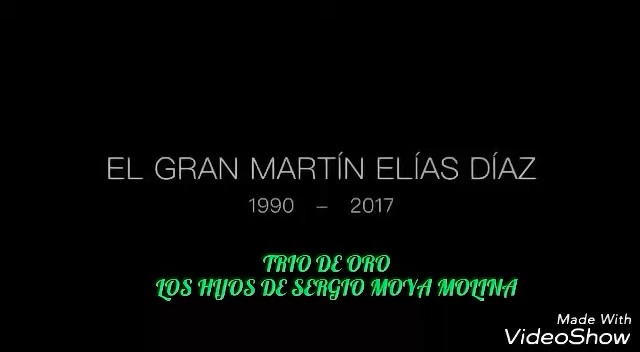 EL GRAN MARTÍN ELÍAS DÍAZ
1990 – 2017
TRIO DE ORO
LOS HIJOS DE SERGIO MOYA MOLINA
Made With
VideoShow